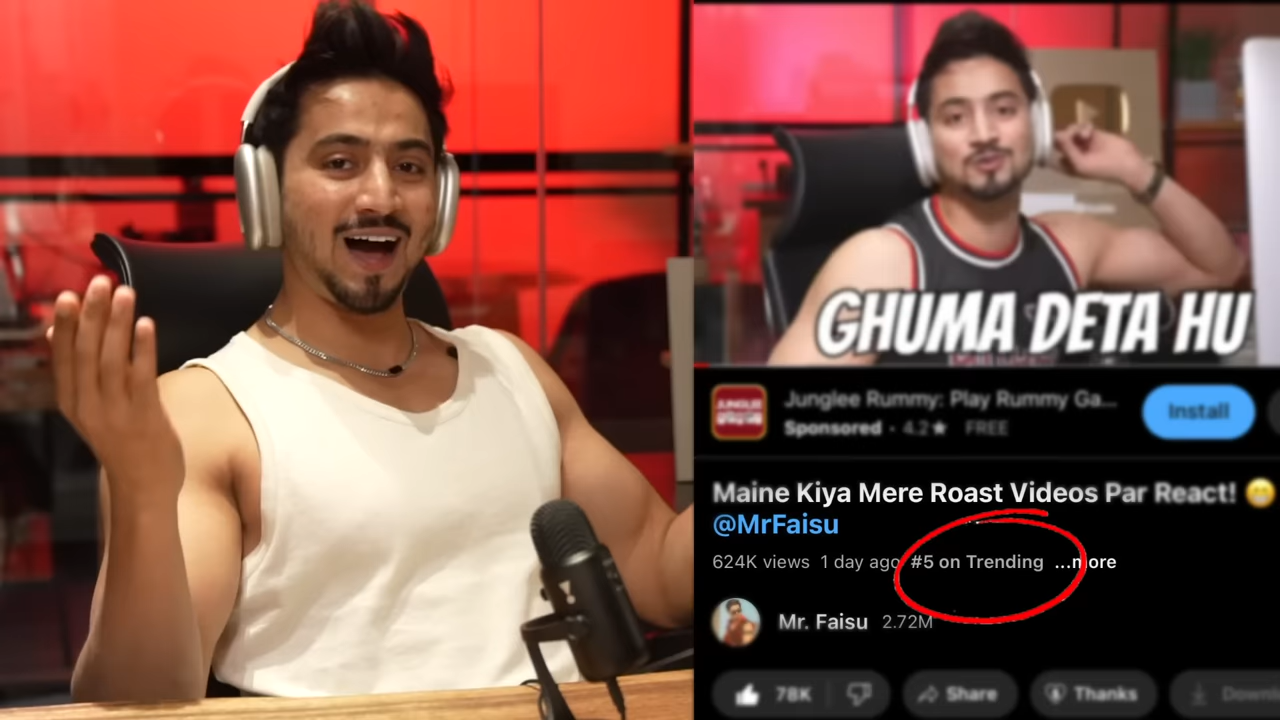 GHUMA DETA HU
Junglee Rummy: Play Rummy Ga...
Sponsored · 4.2★ FREE
Install
Maine Kiya Mere Roast Videos Par React! 😁
@MrFaisu
624K views 1 day ago #5 on Trending ...more
Mr. Faisu 2.72M
78K Share Thanks Downl